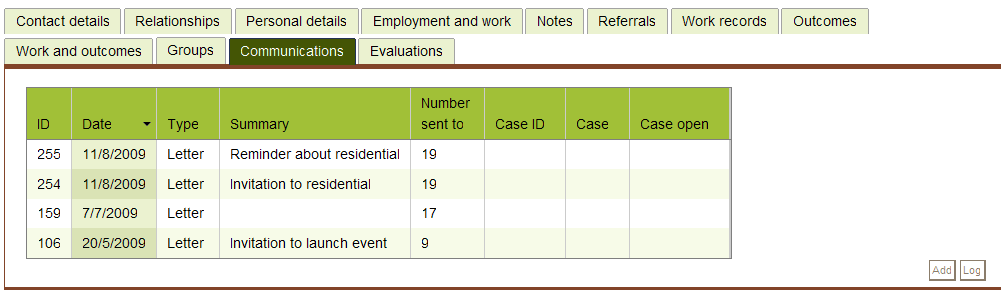 Contact details Relationships Personal details Employment and work Notes Referrals Work records Outcomes
Work and outcomes Groups Communications Evaluations
Number
ID Date Type Summary sent to Case ID Case Case open
255 11/8/2009 Letter Reminder about residential 19
254 11/8/2009 Letter Invitation to residential 19
159 7/7/2009 Letter 17
106 20/5/2009 Letter Invitation to launch event 9
Add Log